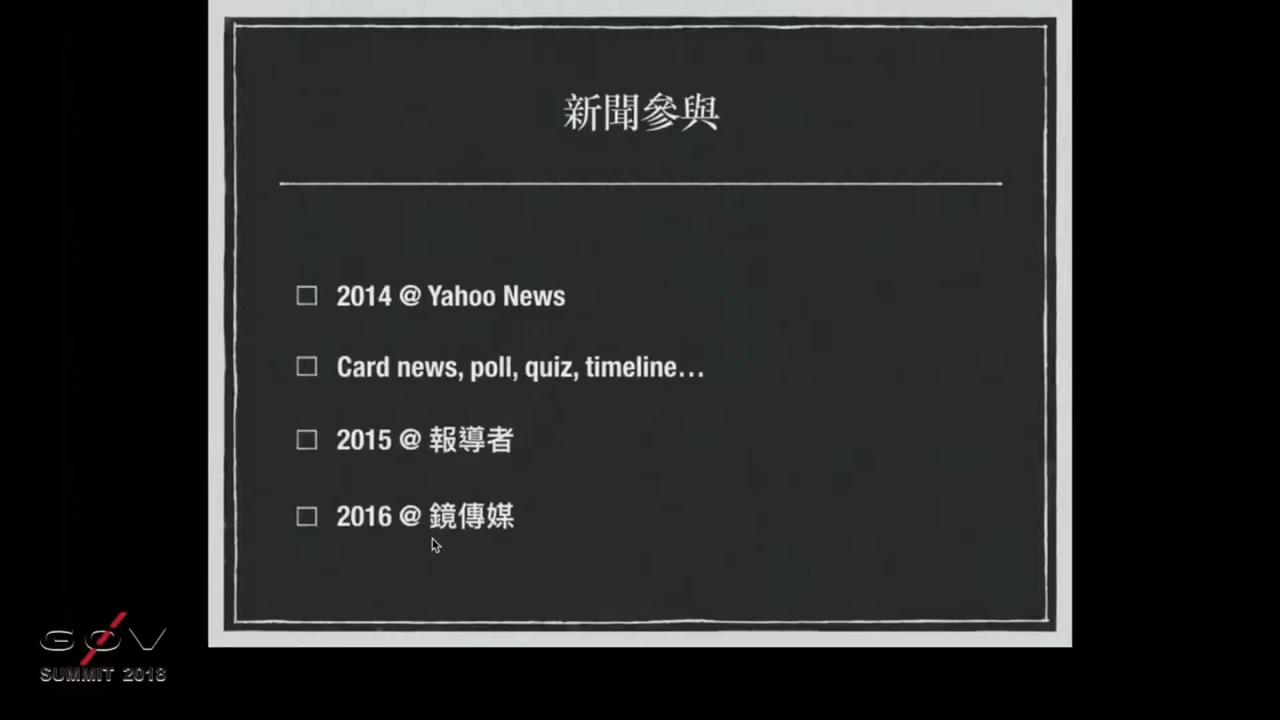 新聞參與
2014 @ Yahoo News
Card news, poll, quiz, timeline…
2015 @ 報導者
2016 @ 鏡傳媒
G0V
SUMMIT 2018